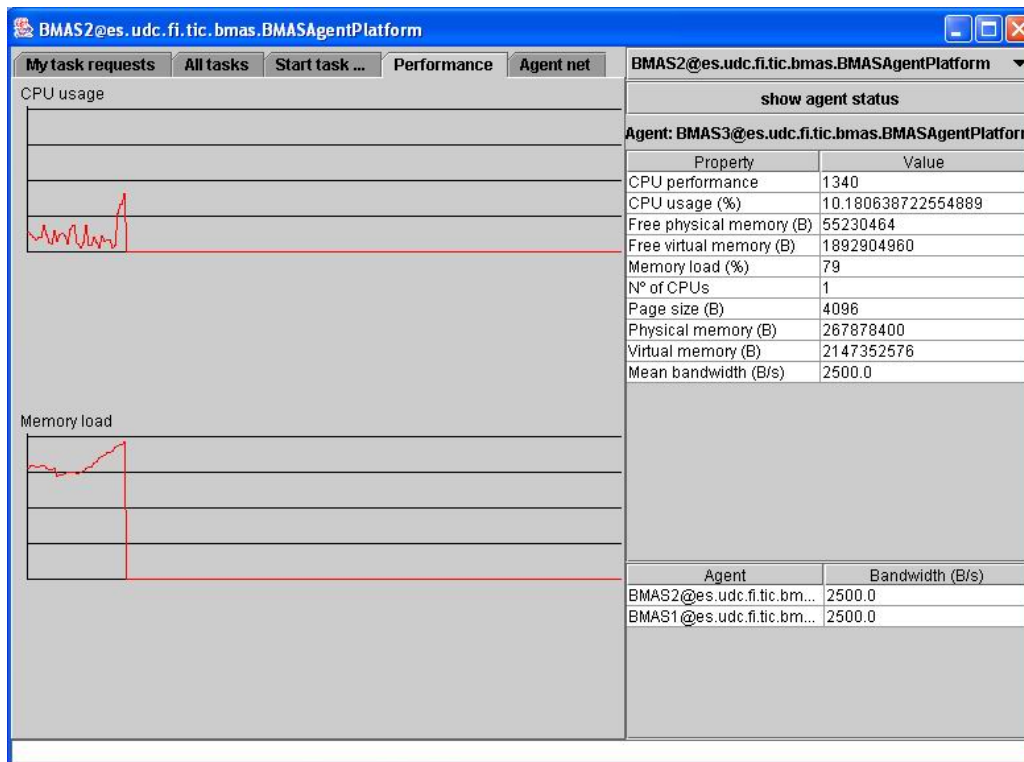 BMAS2@es.udc.fi.tic.bmas.BMASAgentPlatform
My task requests All tasks Start task ... Performance Agent net
CPU usage
Memory load
BMAS2@es.udc.fi.tic.bmas.BMASAgentPlatform
show agent status
Agent: BMAS3@es.udc.fi.tic.bmas.BMASAgentPlatform
Property Value
CPU performance 1340
CPU usage (%) 10.180638722554889
Free physical memory (B) 55230464
Free virtual memory (B) 1892904960
Memory load (%) 79
Nº of CPUs 1
Page size (B) 4096
Physical memory (B) 267878400
Virtual memory (B) 2147352576
Mean bandwidth (B/s) 2500.0
Agent Bandwidth (B/s)
BMAS2@es.udc.fi.tic.bm... 2500.0
BMAS1@es.udc.fi.tic.bm... 2500.0